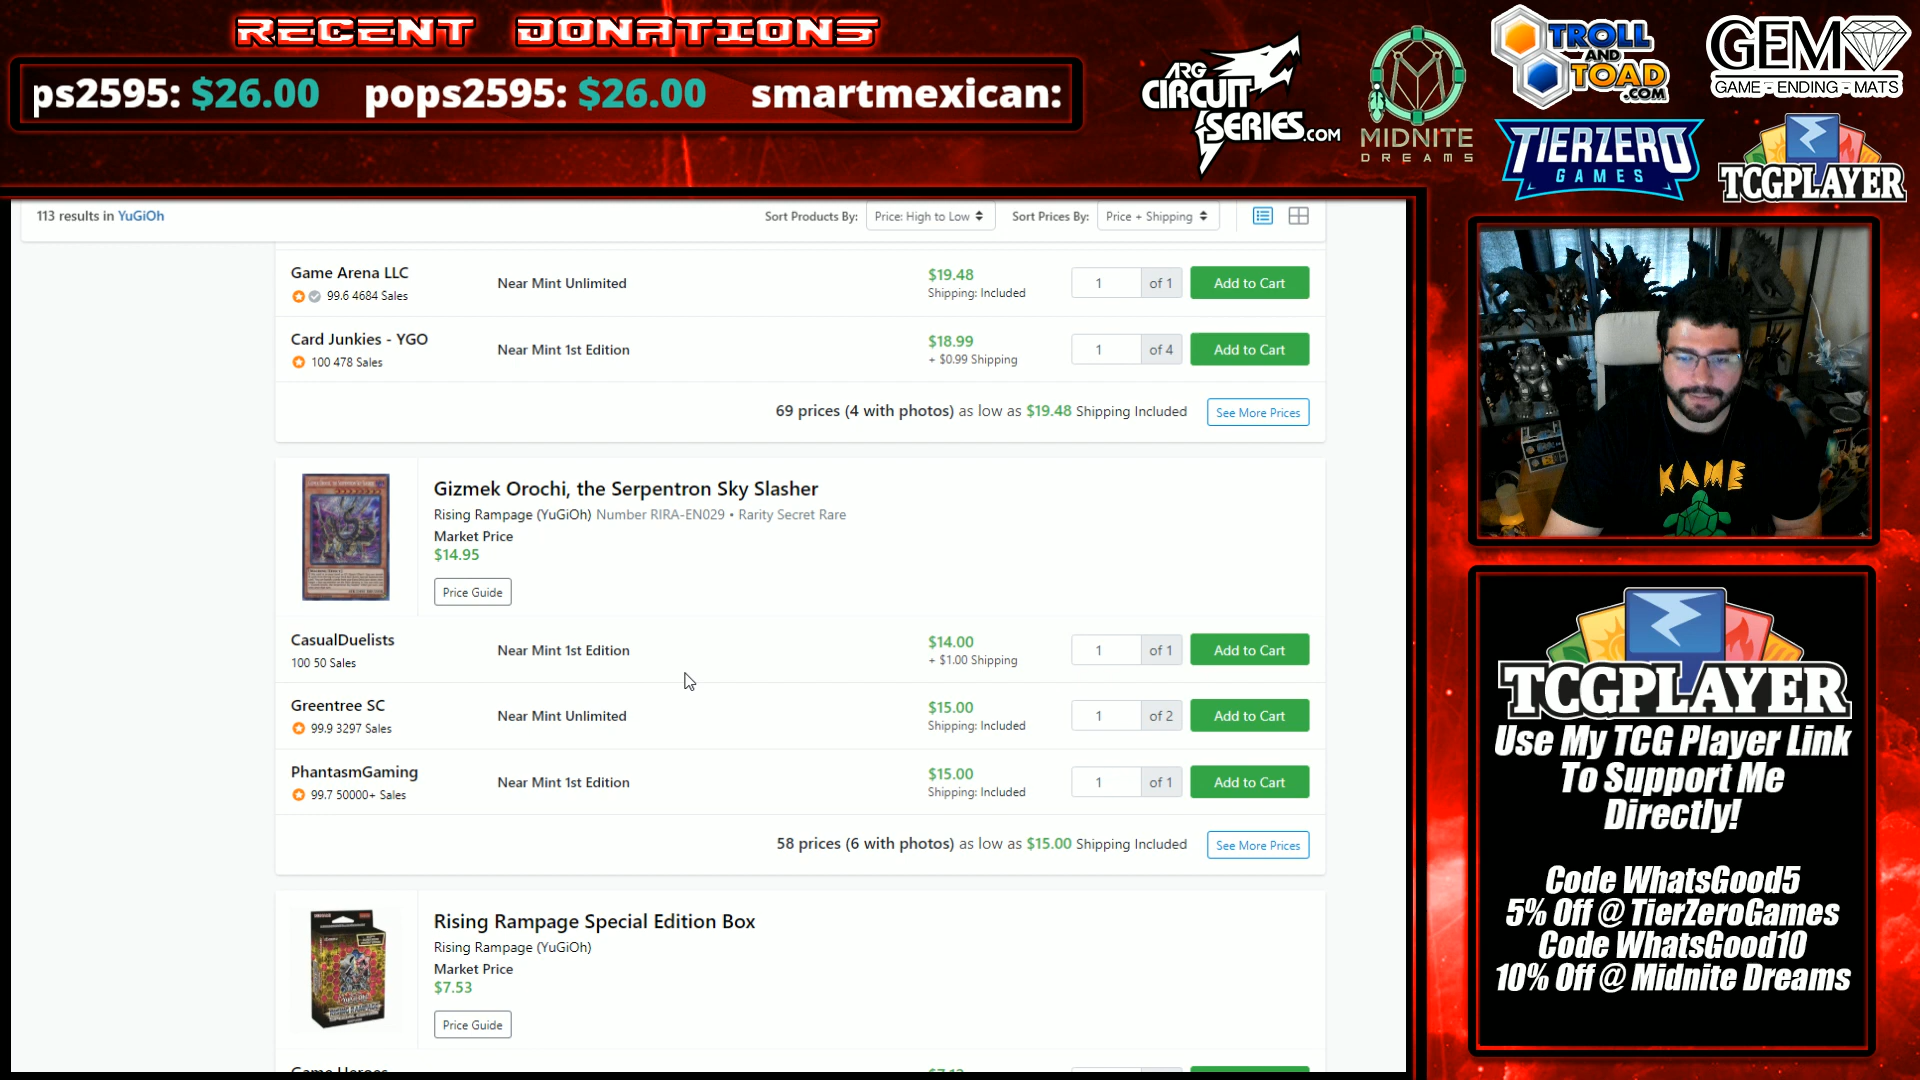 RECENT DONATIONS
ps2595: $26.00 pops2595: $26.00 smartmexican:
ARG
CIRCUIT
SERIES.COM
MIDNITE
DREAMS
TROLL
AND
TOAD
.COM
GEM
GAME - ENDING - MATS
TIERZERO
GAMES
TCGPLAYER
113 results in YuGiOh
Sort Products By: Price: High to Low Sort Prices By: Price + Shipping
Game Arena LLC
99.6 4684 Sales
Near Mint Unlimited
$19.48
Shipping: Included
1 of 1 Add to Cart
Card Junkies - YGO
100 478 Sales
Near Mint 1st Edition
$18.99
+ $0.99 Shipping
1 of 4 Add to Cart
69 prices (4 with photos) as low as $19.48 Shipping Included See More Prices
Gizmek Orochi, the Serpentron Sky Slasher
Rising Rampage (YuGiOh) Number RIRA-EN029 • Rarity Secret Rare
Market Price
$14.95
Price Guide
CasualDuelists
100 50 Sales
Near Mint 1st Edition
$14.00
+ $1.00 Shipping
1 of 1 Add to Cart
Greentree SC
99.9 3297 Sales
Near Mint Unlimited
$15.00
Shipping: Included
1 of 2 Add to Cart
PhantasmGaming
99.7 50000+ Sales
Near Mint 1st Edition
$15.00
Shipping: Included
1 of 1 Add to Cart
58 prices (6 with photos) as low as $15.00 Shipping Included See More Prices
Rising Rampage Special Edition Box
Rising Rampage (YuGiOh)
Market Price
$7.53
Price Guide
KAME
TCGPLAYER
Use My TCG Player Link
To Support Me
Directly!
Code WhatsGood5
5% Off @ TierZeroGames
Code WhatsGood10
10% Off @ Midnite Dreams